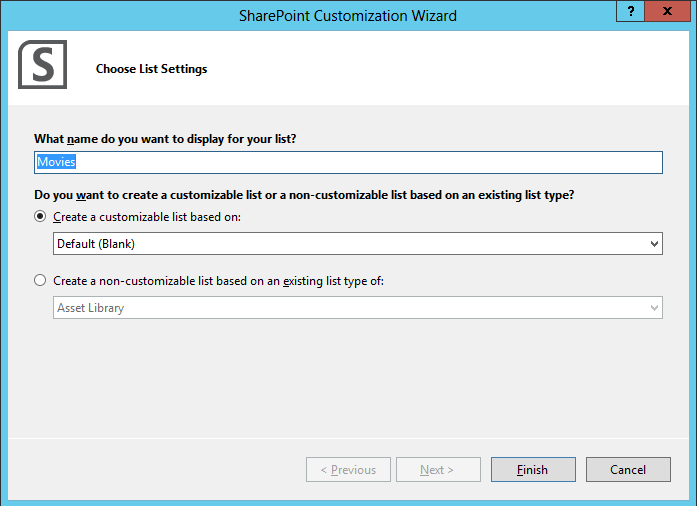 SharePoint Customization Wizard
? x
S
Choose List Settings
What name do you want to display for your list?
Movies
Do you want to create a customizable list or a non-customizable list based on an existing list type?
Create a customizable list based on:
Default (Blank)
Create a non-customizable list based on an existing list type of:
Asset Library
< Previous Next > Finish Cancel